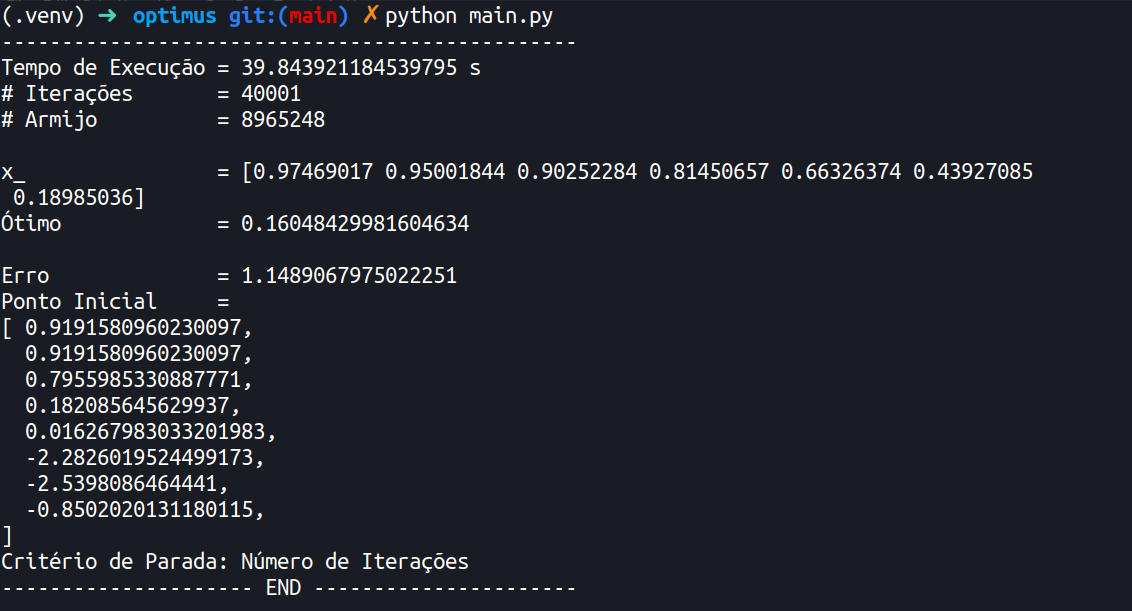 (.venv) ➜ optimus git:(main) ✗ python main.py
------------------------------------------------
Tempo de Execução = 39.843921184539795 s
# Iterações       = 40001
# Armijo          = 8965248
x_                = [0.97469017 0.95001844 0.90252284 0.81450657 0.66326374 0.43927085
 0.18985036]
Ótimo             = 0.16048429981604634
Erro              = 1.1489067975022251
Ponto Inicial     =
[ 0.9191580960230097,
  0.9191580960230097,
  0.7955985330887771,
  0.182085645629937,
  0.016267983033201983,
  -2.2826019524499173,
  -2.5398086464441,
  -0.8502020131180115,
]
Critério de Parada: Número de Iterações
--------------------- END ----------------------